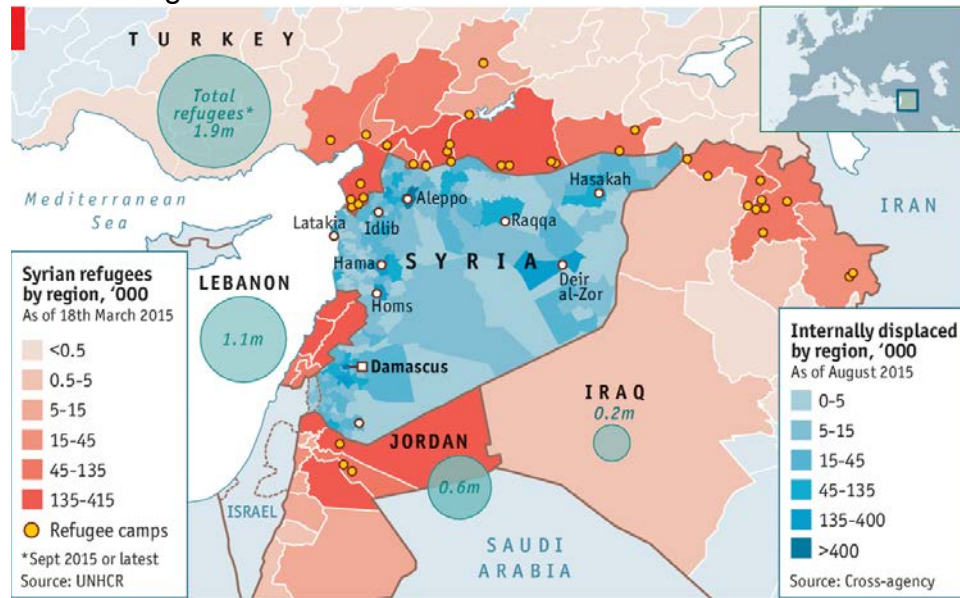 TURKEY
Total
refugees*
1.9m
Mediterranean
Sea
Aleppo
Hasakah
Latakia
Idlib
Raqqa
IRAN
Hama
SYRIA
Deir
al-Zor
Homs
LEBANON
1.1m
Damascus
IRAQ
0.2m
JORDAN
0.6m
ISRAEL
SAUDI
ARABIA
Syrian refugees
by region, ‘000
As of 18th March 2015
<0.5
0.5-5
5-15
15-45
45-135
135-415
Refugee camps
*Sept 2015 or latest
Source: UNHCR
Internally displaced
by region, ‘000
As of August 2015
0-5
5-15
15-45
45-135
135-400
>400
Source: Cross-agency